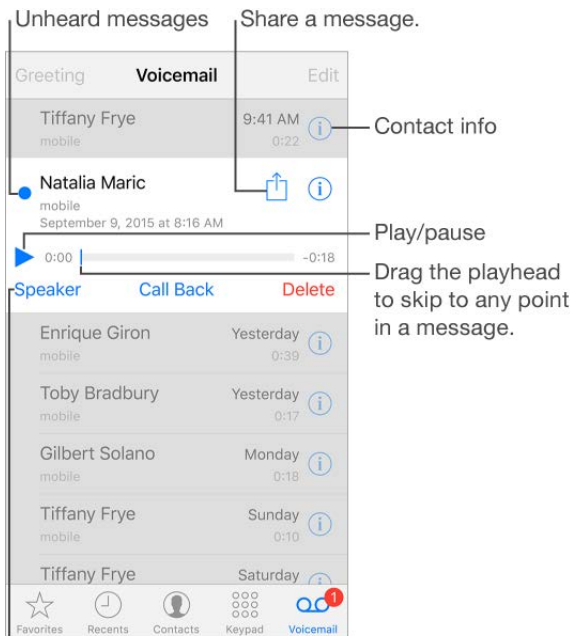 Unheard messages
Share a message.
Greeting Voicemail Edit
Tiffany Frye 9:41 AM
mobile 0:22
Contact info
Natalia Maric
mobile
September 9, 2015 at 8:16 AM
Play/pause
0:00 -0:18
Drag the playhead
to skip to any point
in a message.
Speaker Call Back Delete
Enrique Giron Yesterday
mobile 0:39
Toby Bradbury Yesterday
mobile 0:17
Gilbert Solano Monday
mobile 0:18
Tiffany Frye Sunday
mobile 0:10
Tiffany Frye Saturday
1
Favorites Recents Contacts Keypad Voicemail